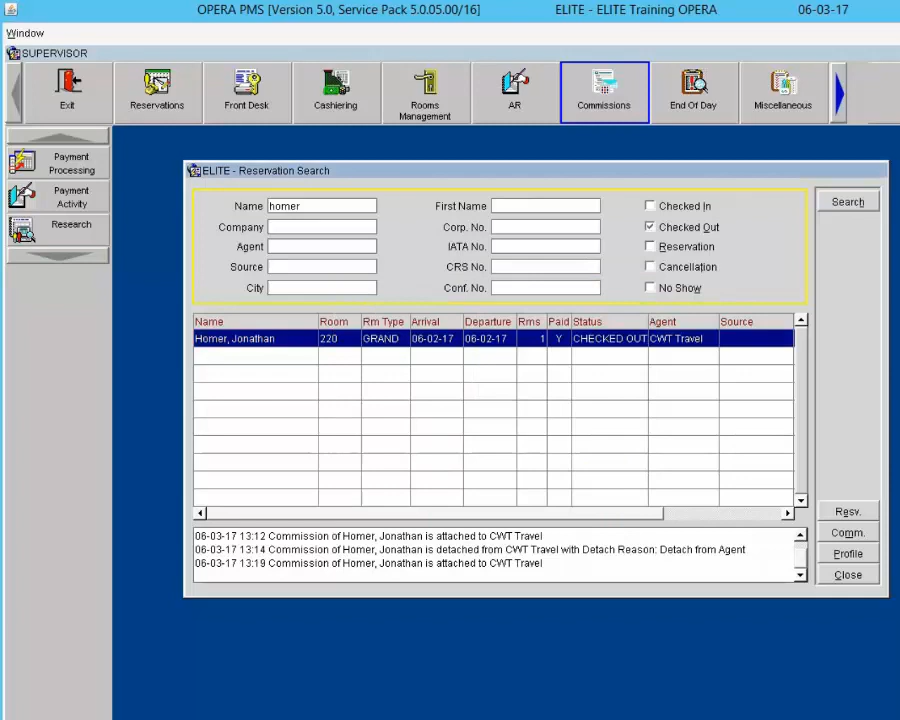 OPERA PMS [Version 5.0, Service Pack 5.0.05.00/16] ELITE - ELITE Training OPERA 06-03-17
Window
SUPERVISOR
Exit Reservations Front Desk Cashiering Rooms Management AR Commissions End Of Day Miscellaneous
Payment Processing
Payment Activity
Research
ELITE - Reservation Search
Name homer First Name Checked In Search
Company Corp. No. Checked Out
Agent IATA No. Reservation
Source CRS No. Cancellation
City Conf. No. No Show
Name Room Rm Type Arrival Departure Rms Paid Status Agent Source
Homer, Jonathan 220 GRAND 06-02-17 06-02-17 1 Y CHECKED OUT CWT Travel
06-03-17 13:12 Commission of Homer, Jonathan is attached to CWT Travel
06-03-17 13:14 Commission of Homer, Jonathan is detached from CWT Travel with Detach Reason: Detach from Agent
06-03-17 13:19 Commission of Homer, Jonathan is attached to CWT Travel
Resv.
Comm.
Profile
Close